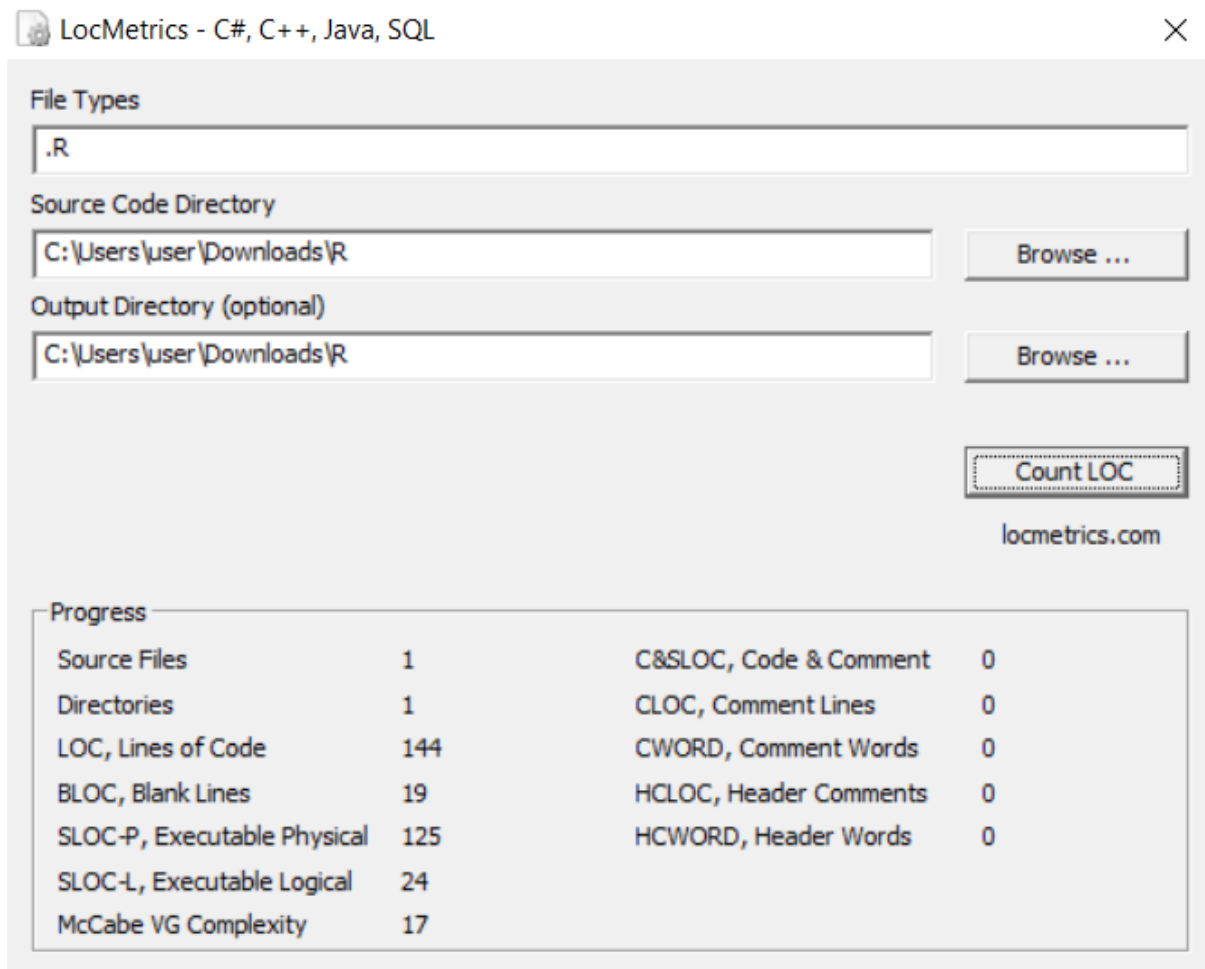 LocMetrics - C#, C++, Java, SQL
File Types
.R
Source Code Directory
C:\Users\user\Downloads\R
Browse ...
Output Directory (optional)
C:\Users\user\Downloads\R
Browse ...
Count LOC
locmetrics.com
Progress
Source Files 1 C&SLOC, Code & Comment 0
Directories 1 CLOC, Comment Lines 0
LOC, Lines of Code 144 CWORD, Comment Words 0
BLOC, Blank Lines 19 HCLOC, Header Comments 0
SLOC-P, Executable Physical 125 HCWORD, Header Words 0
SLOC-L, Executable Logical 24
McCabe VG Complexity 17